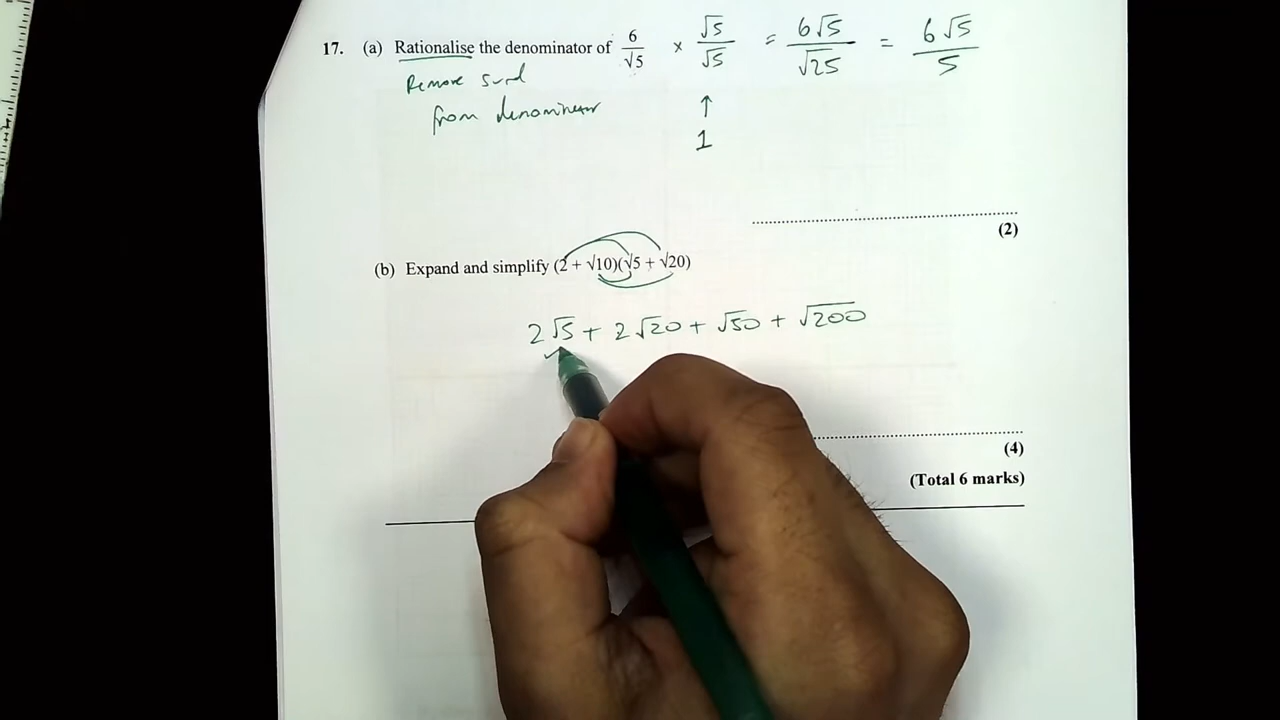 17. (a) Rationalise the denominator of 6/√5 × √5/√5 = 6√5/√25 = 6√5/5
Remove surd
from denominator
↑
1
(2)
(b) Expand and simplify (2 + √10)(√5 + √20)
2√5 + 2√20 + √50 + √200
(4)
(Total 6 marks)